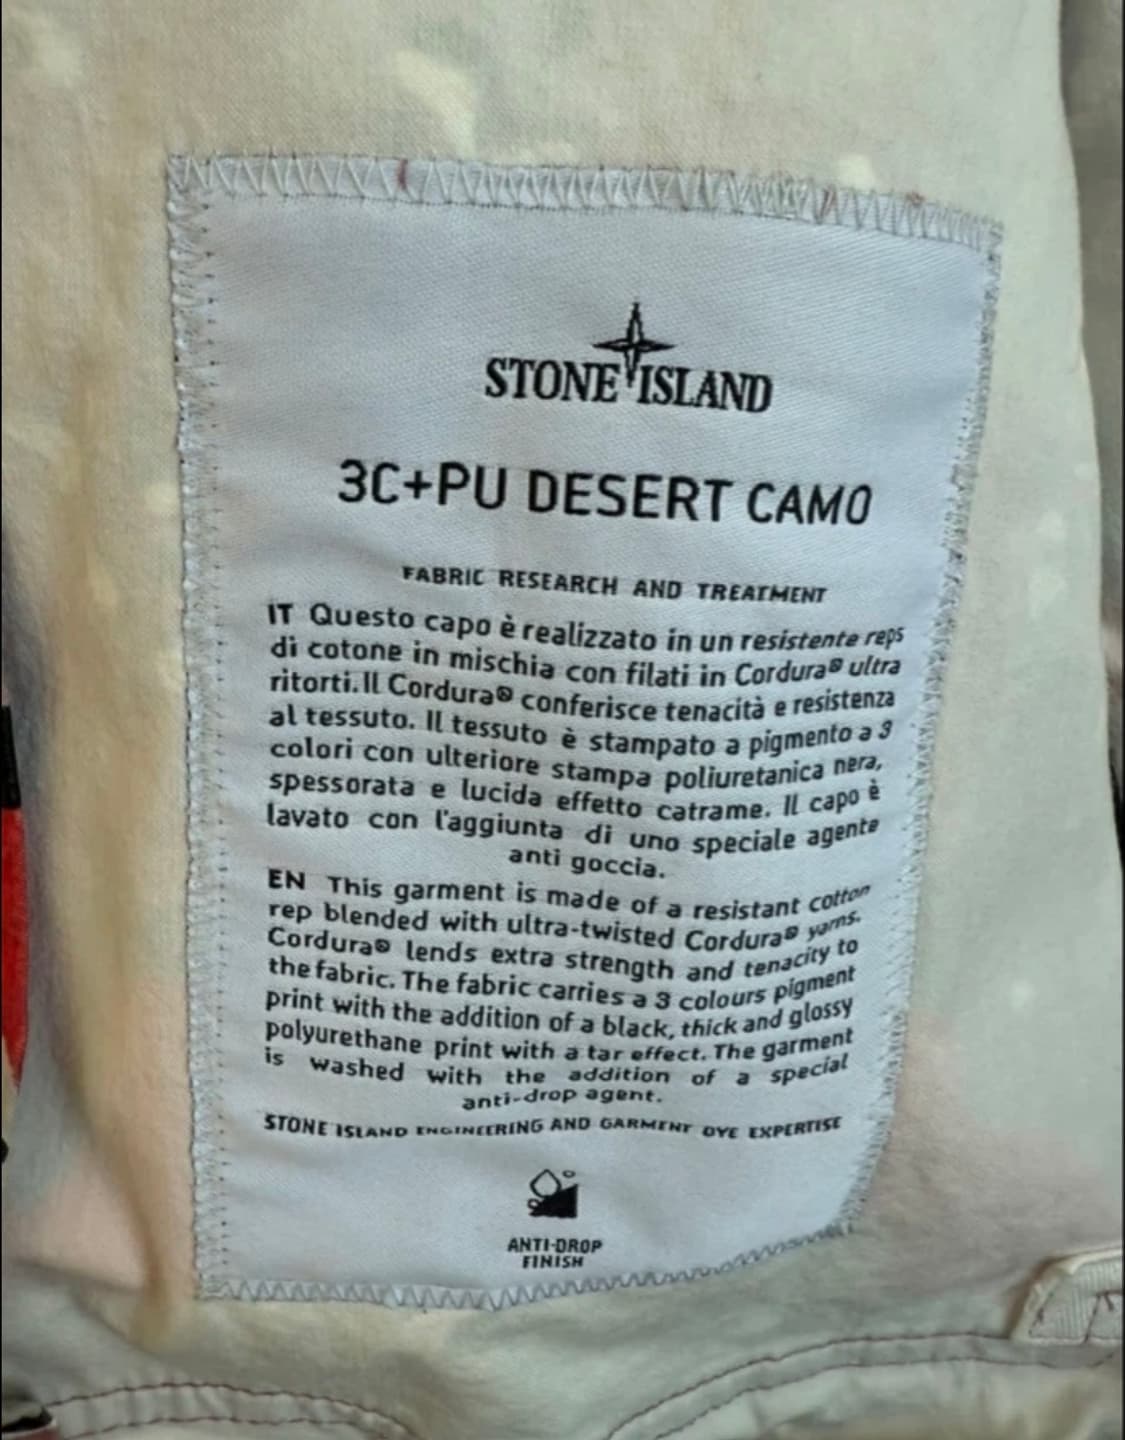 STONE ISLAND
3C+PU DESERT CAMO
FABRIC RESEARCH AND TREATMENT
IT Questo capo è realizzato in un resistente reps
di cotone in mischia con filati in Cordura® ultra
ritorti. Il Cordura® conferisce tenacità e resistenza
al tessuto. Il tessuto è stampato a pigmento a 3
colori con ulteriore stampa poliuretanica nera,
spessorata e lucida effetto catrame. Il capo è
lavato con l'aggiunta di uno speciale agente
anti goccia.
EN This garment is made of a resistant cotton
rep blended with ultra-twisted Cordura® yarns.
Cordura® lends extra strength and tenacity to
the fabric. The fabric carries a 3 colours pigment
print with the addition of a black, thick and glossy
polyurethane print with a tar effect. The garment
is washed with the addition of a special
anti-drop agent.
STONE ISLAND ENGINEERING AND GARMENT DYE EXPERTISE
ANTI-DROP
FINISH